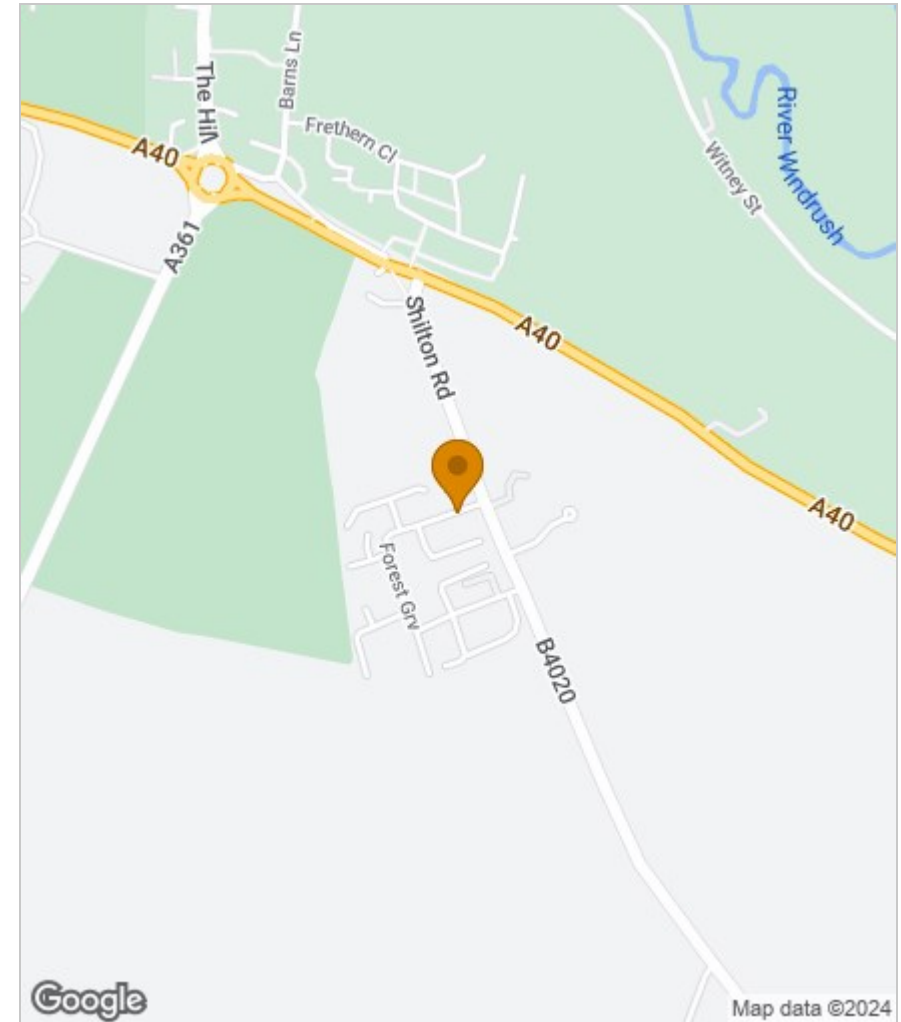 The Hill
Barns Ln
Frethern Cl
A40
A361
Witney St
River Windrush
Shilton Rd
A40
A40
Forest Grv
B4020
Google
Map data ©2024